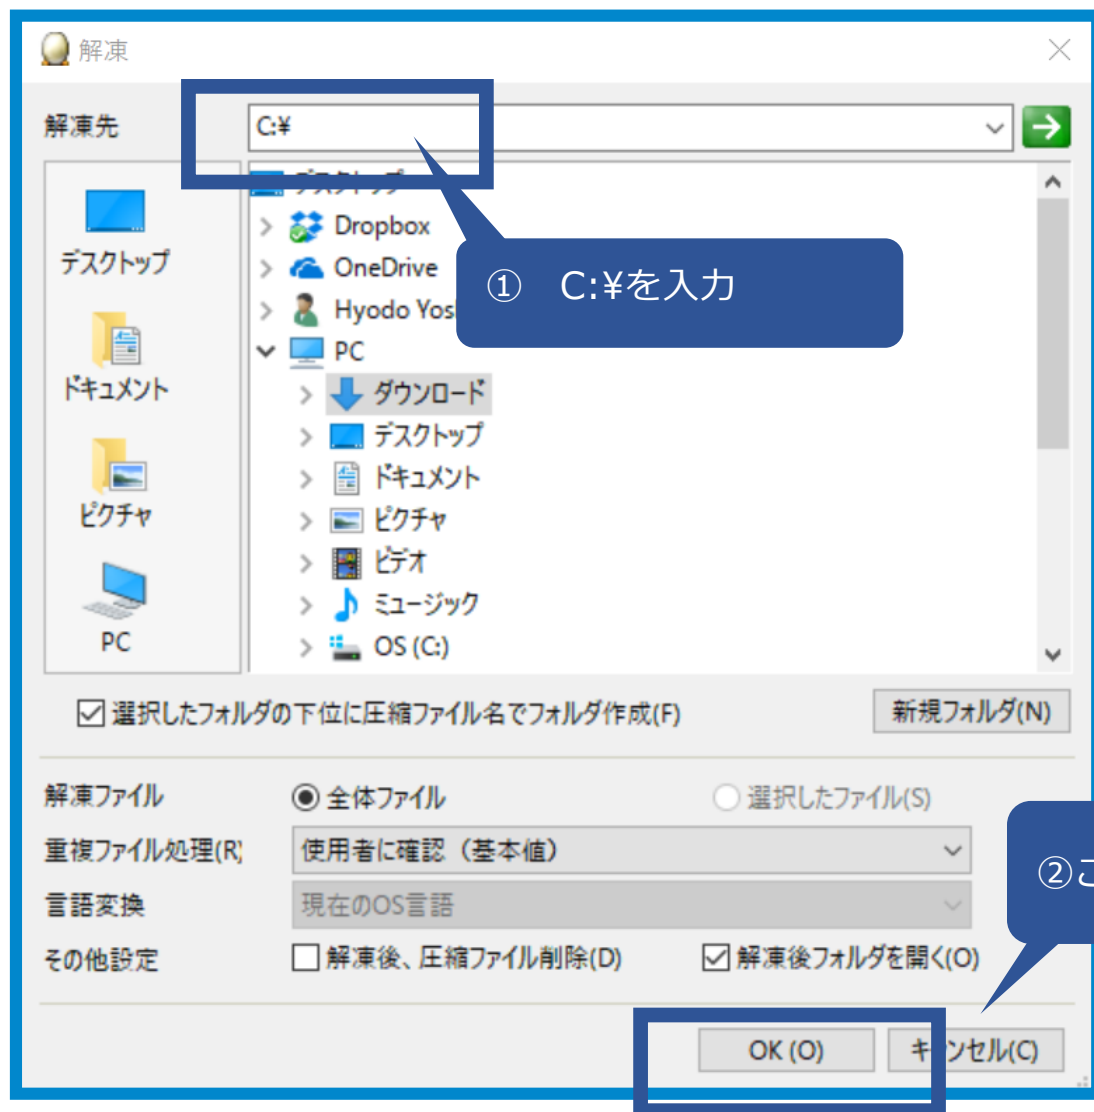 解凍
解凍先
C:¥
デスクトップ
ドキュメント
ピクチャ
PC
デスクトップ
Dropbox
OneDrive
Hyodo Yos
PC
ダウンロード
デスクトップ
ドキュメント
ピクチャ
ビデオ
ミュージック
OS (C:)
① C:¥を入力
選択したフォルダの下位に圧縮ファイル名でフォルダ作成(F)
新規フォルダ(N)
解凍ファイル
全体ファイル
選択したファイル(S)
重複ファイル処理(R)
使用者に確認（基本値）
言語変換
現在のOS言語
その他設定
解凍後、圧縮ファイル削除(D)
解凍後フォルダを開く(O)
②こ
OK (O)
キャンセル(C)